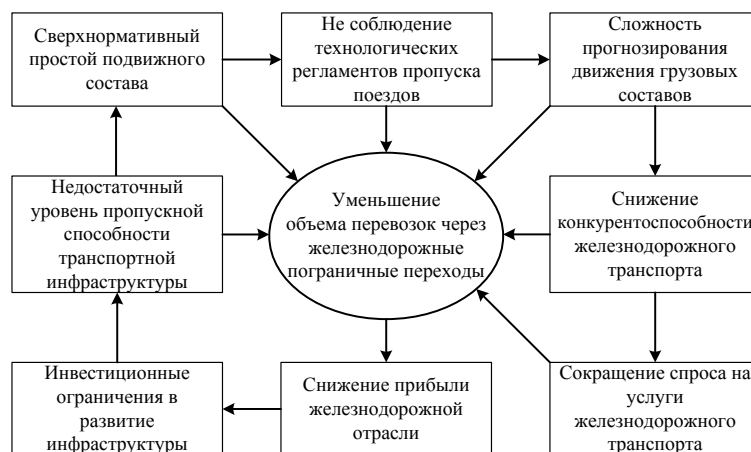 Сверхнормативный
простой подвижного
состава
Не соблюдение
технологических
регламентов пропуска
поездов
Сложность
прогнозирования
движения грузовых
составов
Недостаточный
уровень пропускной
способности
транспортной
инфраструктуры
Уменьшение
объема перевозок через
железнодорожные
пограничные переходы
Снижение
конкурентоспособности
железнодорожного
транспорта
Инвестиционные
ограничения в
развитие
инфраструктуры
Снижение прибыли
железнодорожной
отрасли
Сокращение спроса на
услуги
железнодорожного
транспорта